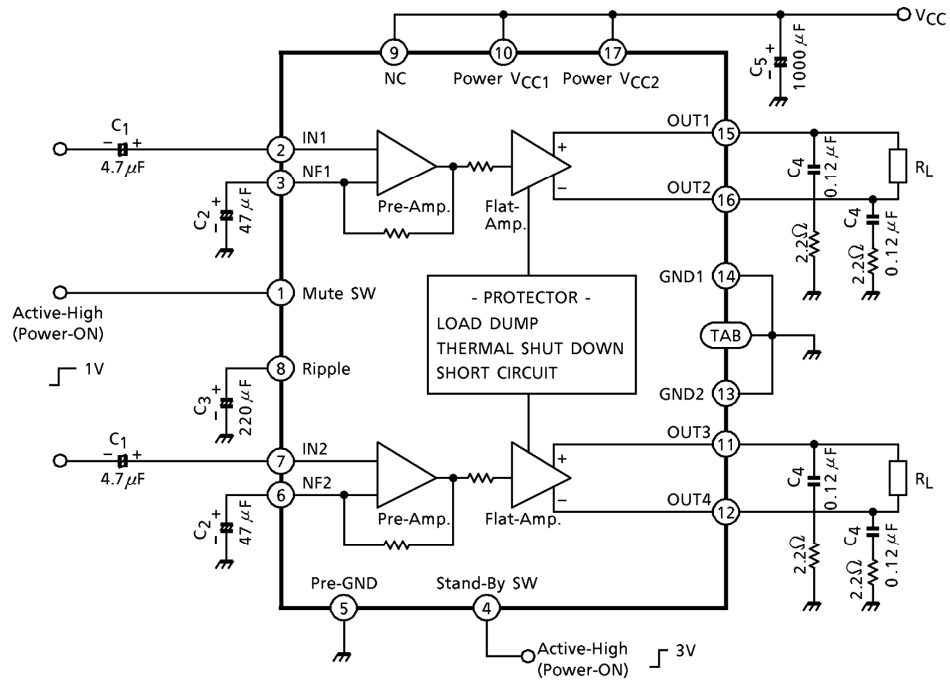 VCC
9
10
17
NC
Power VCC1
Power VCC2
C5
+
−
1000 μF
C1
− +
4.7μF
2
IN1
3
NF1
C2
+
−
47 μF
Pre-Amp.
+
−
Flat-
Amp.
OUT1
15
OUT2
16
C4
0.12 μF
2.2Ω
C4
0.12 μF
2.2Ω
RL
1
Mute SW
Active-High
(Power-ON)
1V
8
Ripple
C3
+
−
220 μF
- PROTECTOR -
LOAD DUMP
THERMAL SHUT DOWN
SHORT CIRCUIT
GND1
14
TAB
GND2
13
C1
− +
4.7μF
7
IN2
6
NF2
C2
+
−
47 μF
Pre-Amp.
+
−
Flat-Amp.
OUT3
11
OUT4
12
C4
0.12 μF
2.2Ω
C4
0.12 μF
2.2Ω
RL
Pre-GND
5
Stand-By SW
4
Active-High
(Power-ON)
3V